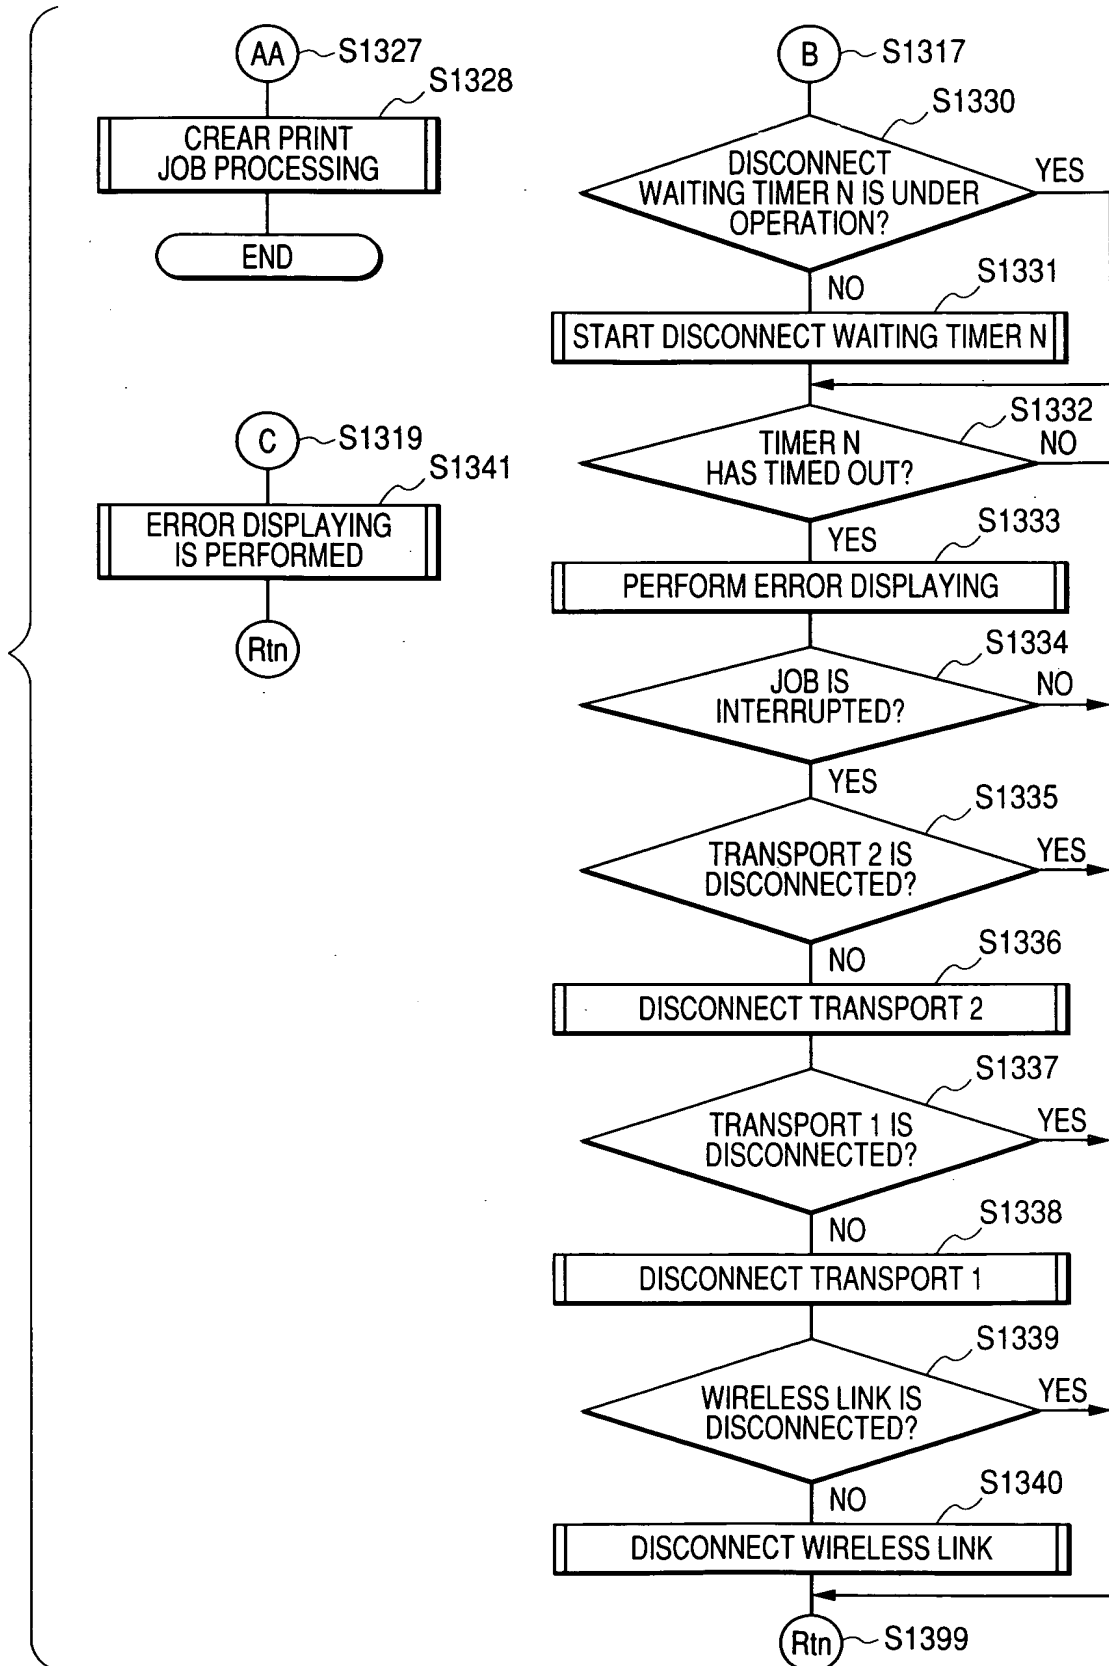 AA
S1327
S1328
CREAR PRINT
JOB PROCESSING
END
C
S1319
S1341
ERROR DISPLAYING
IS PERFORMED
Rtn
B
S1317
S1330
DISCONNECT
WAITING TIMER N IS UNDER
OPERATION?
YES
NO
S1331
START DISCONNECT WAITING TIMER N
S1332
TIMER N
HAS TIMED OUT?
NO
YES
S1333
PERFORM ERROR DISPLAYING
S1334
JOB IS
INTERRUPTED?
NO
YES
S1335
TRANSPORT 2 IS
DISCONNECTED?
YES
NO
S1336
DISCONNECT TRANSPORT 2
S1337
TRANSPORT 1 IS
DISCONNECTED?
YES
NO
S1338
DISCONNECT TRANSPORT 1
S1339
WIRELESS LINK IS
DISCONNECTED?
YES
NO
S1340
DISCONNECT WIRELESS LINK
Rtn
S1399